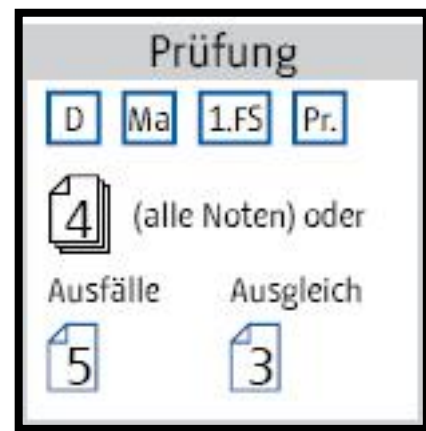 Prüfung
D Ma 1.FS Pr.
4 (alle Noten) oder
Ausfälle Ausgleich
5 3